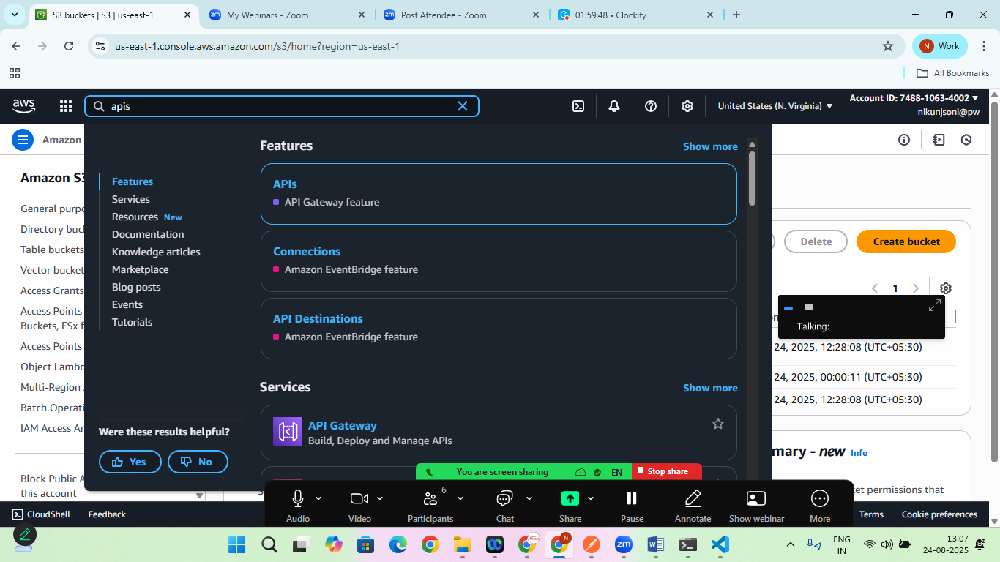 S3 buckets | S3 | us-east-1
My Webinars - Zoom
Post Attendee - Zoom
01:59:48 - Clockify
us-east-1.console.aws.amazon.com/s3/home?region=us-east-1
N Work
All Bookmarks
aws
apis
United States (N. Virginia)
Account ID: 7488-1063-4002
nikunjsoni@pw
Amazon
Amazon S3
General purpo
Directory buc
Table buckets
Vector bucket
Access Grants
Access Points
Buckets, FSx f
Access Points
Object Lambd
Multi-Region
Batch Operati
IAM Access An
Block Public A
this account
Features
Services
Resources New
Documentation
Knowledge articles
Marketplace
Blog posts
Events
Tutorials
Were these results helpful?
Yes
No
Features
Show more
APIs
API Gateway feature
Connections
Amazon EventBridge feature
API Destinations
Amazon EventBridge feature
Services
Show more
API Gateway
Build, Deploy and Manage APIs
Delete
Create bucket
1
Talking:
24, 2025, 12:28:08 (UTC+05:30)
24, 2025, 00:00:11 (UTC+05:30)
24, 2025, 12:28:08 (UTC+05:30)
mary - new Info
ket permissions that
You are screen sharing
EN
Stop share
Audio
Video
6
Participants
Chat
Share
Pause
Annotate
Show webinar
More
CloudShell
Feedback
Terms
Cookie preferences
ENG
IN
13:07
24-08-2025